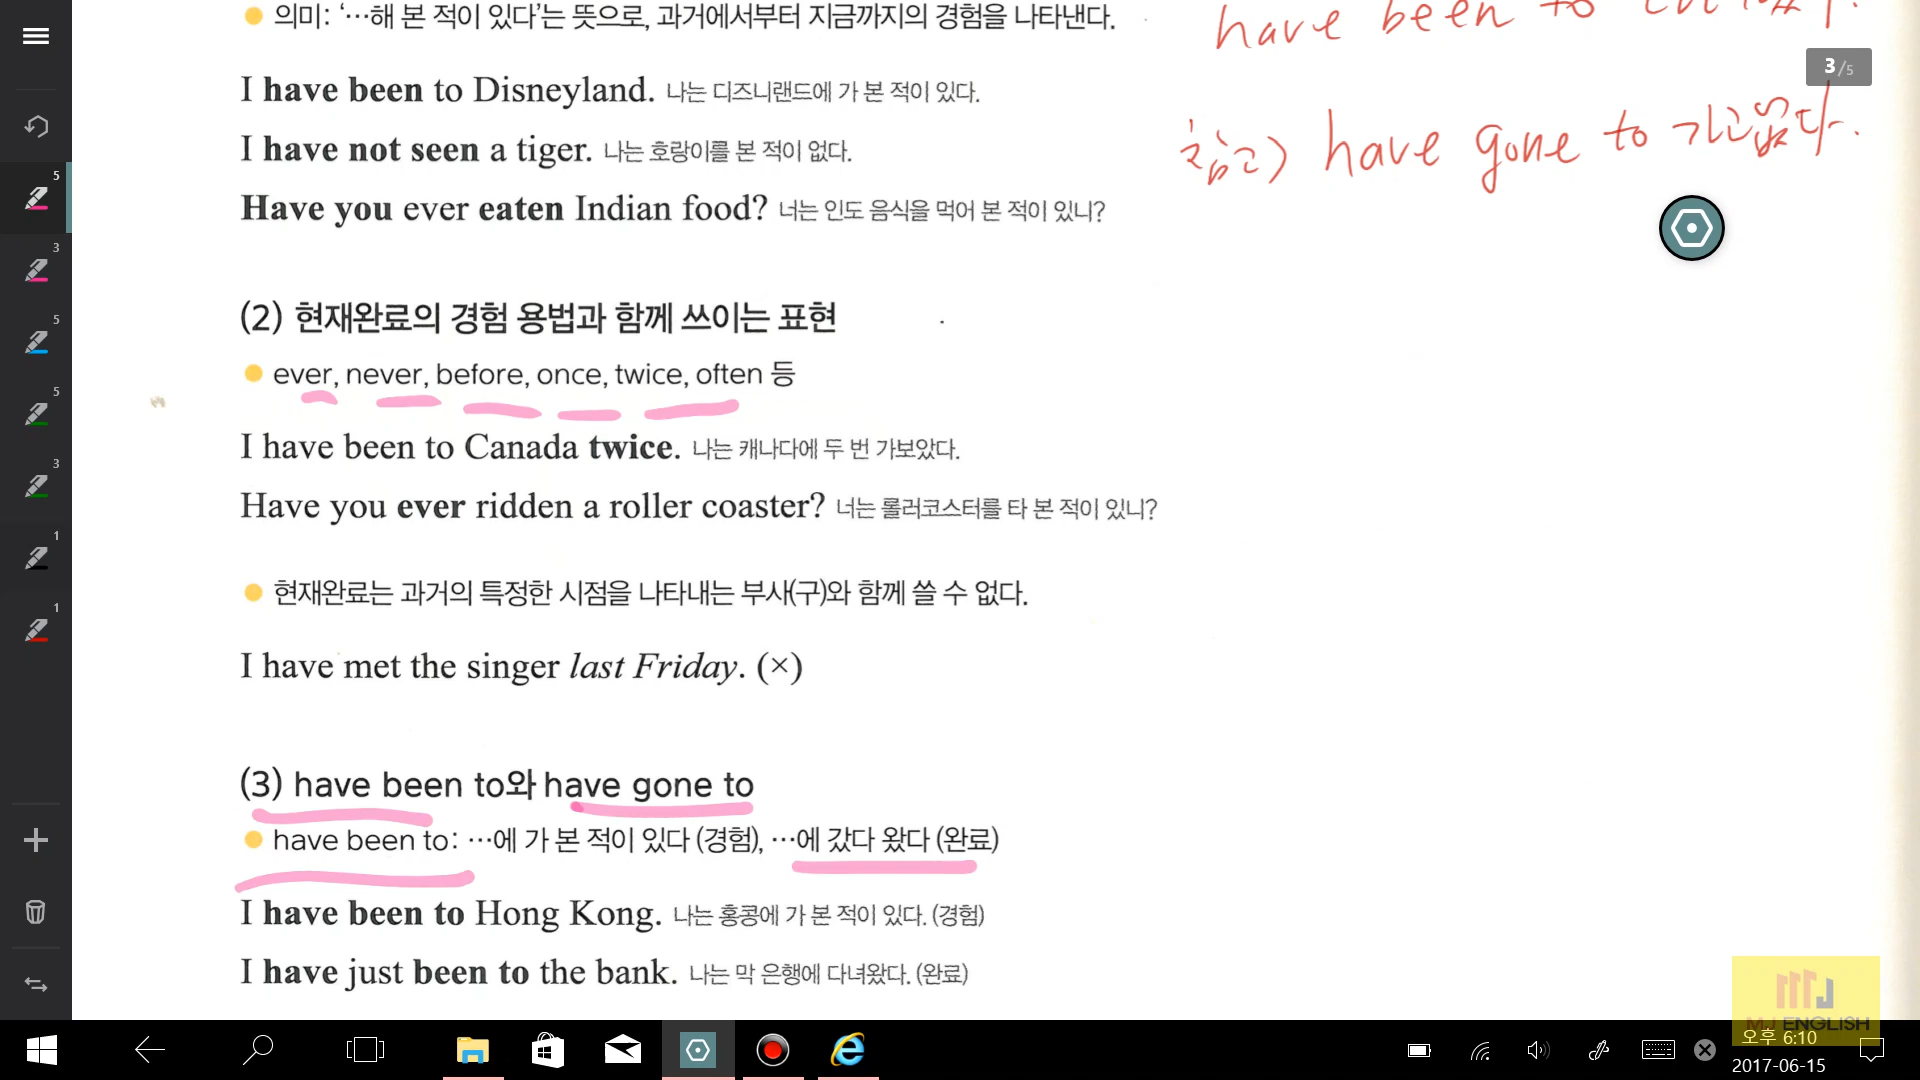 의미: ‘…해 본 적이 있다’는 뜻으로, 과거에서부터 지금까지의 경험을 나타낸다.
have been to
3/5
I have been to Disneyland. 나는 디즈니랜드에 가 본 적이 있다.
참고) have gone to 가고없다.
I have not seen a tiger. 나는 호랑이를 본 적이 없다.
Have you ever eaten Indian food? 너는 인도 음식을 먹어 본 적이 있니?
(2) 현재완료의 경험 용법과 함께 쓰이는 표현
ever, never, before, once, twice, often 등
I have been to Canada twice. 나는 캐나다에 두 번 가보았다.
Have you ever ridden a roller coaster? 너는 롤러코스터를 타 본 적이 있니?
현재완료는 과거의 특정한 시점을 나타내는 부사(구)와 함께 쓸 수 없다.
I have met the singer last Friday. (×)
(3) have been to와 have gone to
have been to: …에 가 본 적이 있다 (경험), …에 갔다 왔다 (완료)
I have been to Hong Kong. 나는 홍콩에 가 본 적이 있다. (경험)
I have just been to the bank. 나는 막 은행에 다녀왔다. (완료)
5
3
5
5
3
1
1
MJ ENGLISH
오후 6:10
2017-06-15